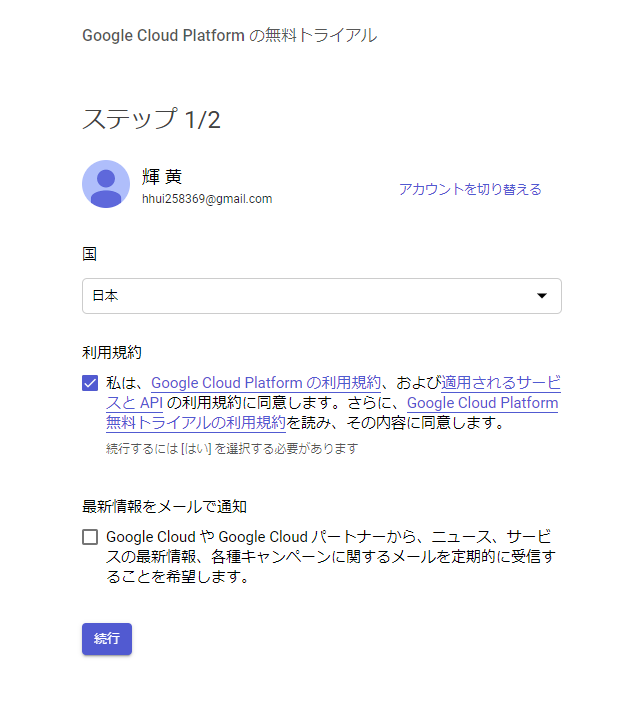 Google Cloud Platform の無料トライアル
ステップ 1/2
輝 黄
hhui258369@gmail.com
アカウントを切り替える
国
日本
利用規約
私は、Google Cloud Platform の利用規約、および適用されるサービ
スと API の利用規約に同意します。さらに、Google Cloud Platform
無料トライアルの利用規約を読み、その内容に同意します。
続行するには [はい] を選択する必要があります
最新情報をメールで通知
Google Cloud や Google Cloud パートナーから、ニュース、サービ
スの最新情報、各種キャンペーンに関するメールを定期的に受信す
ることを希望します。
続行